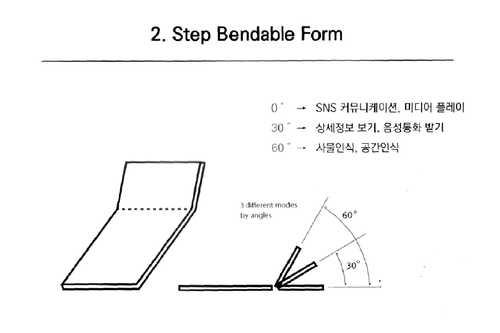 2. Step Bendable Form
0˚ → SNS 커뮤니케이션, 미디어 플레이
30˚ → 상세정보 보기, 음성통화 받기
60˚ → 사물인식, 공간인식
3 different modes
by angles
60˚
30˚